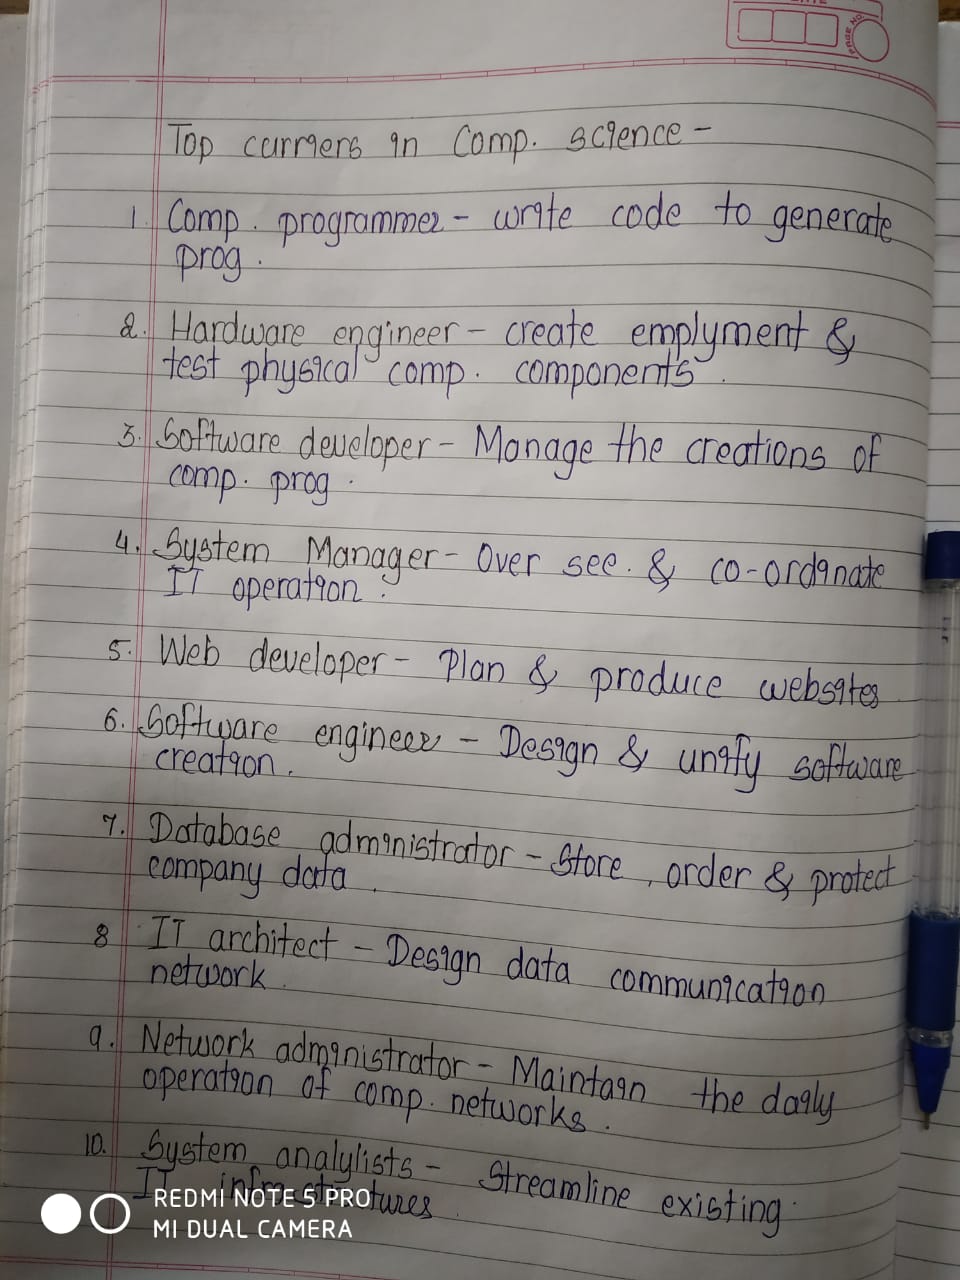 PAGE NO.
Top carriers in Comp. science -
1. Comp. programmer - write code to generate
prog.
2. Hardware engineer - create emplyment &
test physical comp. components.
3. Software developer - Manage the creations of
comp. prog.
4. System Manager - Over see. & co-ordinate
IT operation.
5. Web developer - Plan & produce websites
6. Software engineer - Design & unify software
creation.
7. Database administrator - Store, order & protect
company data.
8 IT architect - Design data communication
network.
9. Network administrator - Maintain the daily
operation of comp. networks.
10. System analylists - Streamline existing
IT infra structures
REDMI NOTE 5 PRO
MI DUAL CAMERA